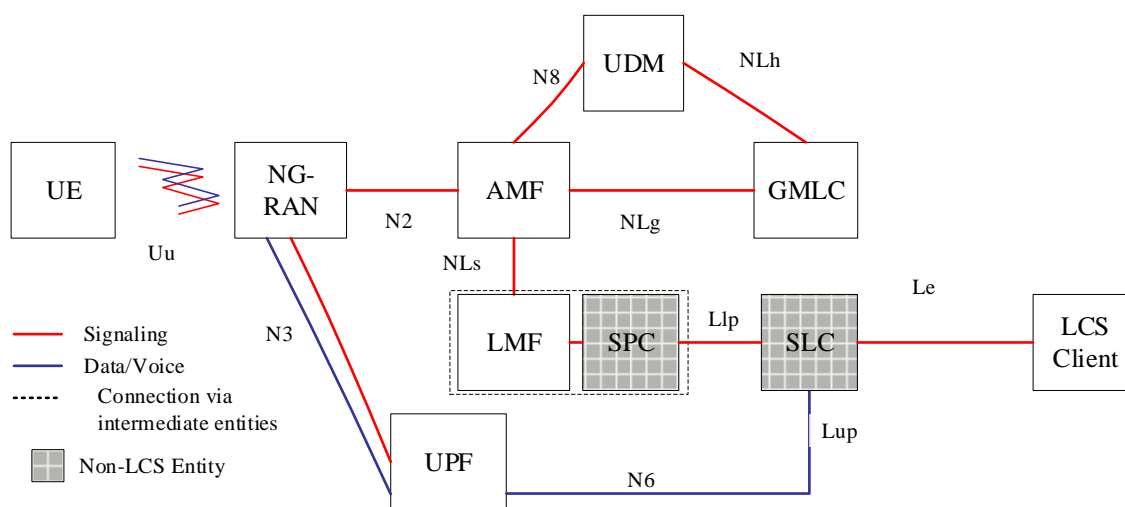 UDM
N8
NLh
UE
NG-
RAN
AMF
GMLC
N2
NLg
Uu
NLs
Le
Signaling
Data/Voice
Connection via
intermediate entities
Non-LCS Entity
N3
LMF
SPC
Llp
SLC
LCS
Client
Lup
UPF
N6